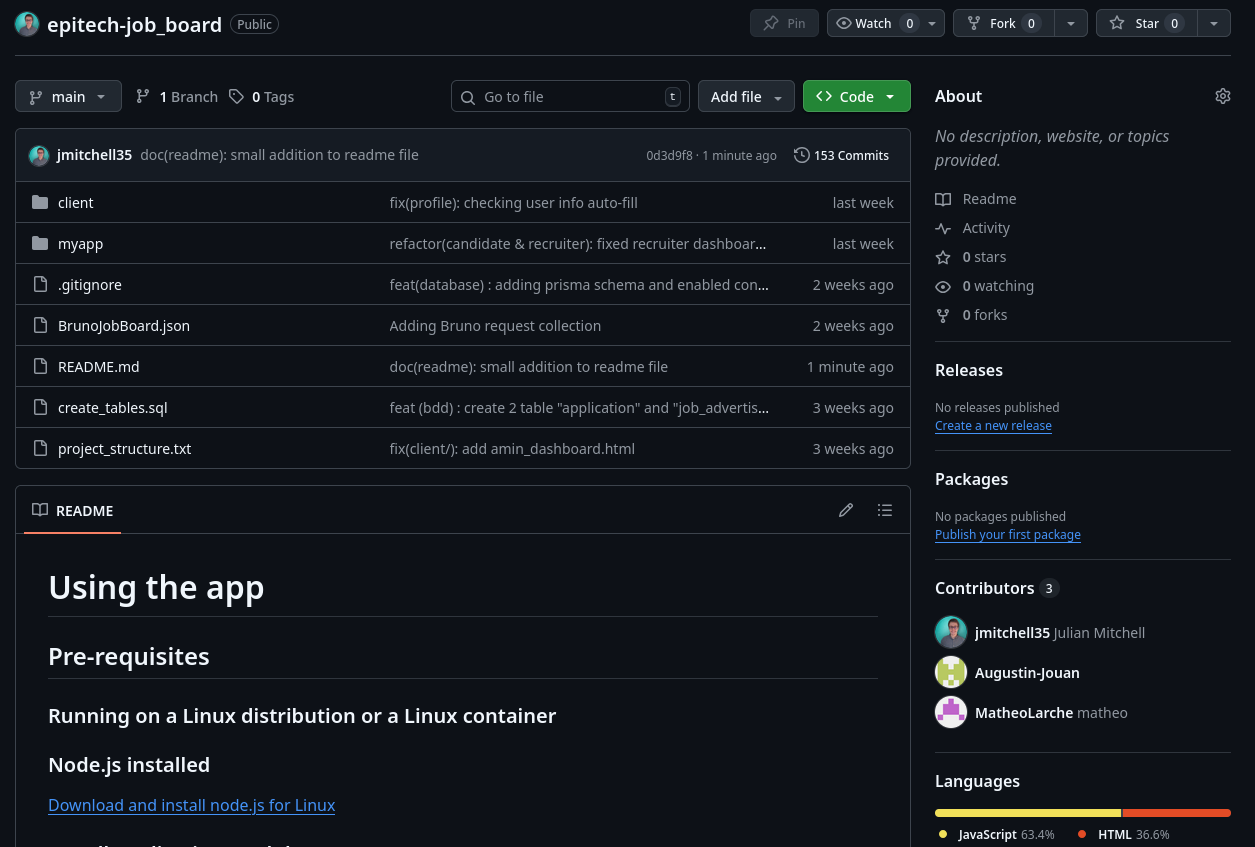 epitech-job_board Public
Pin
Watch 0
Fork 0
Star 0
main
1 Branch
0 Tags
Go to file t
Add file
Code
jmitchell35 doc(readme): small addition to readme file 0d3d9f8 · 1 minute ago 153 Commits
client fix(profile): checking user info auto-fill last week
myapp refactor(candidate & recruiter): fixed recruiter dashboar... last week
.gitignore feat(database) : adding prisma schema and enabled con... 2 weeks ago
BrunoJobBoard.json Adding Bruno request collection 2 weeks ago
README.md doc(readme): small addition to readme file 1 minute ago
create_tables.sql feat (bdd) : create 2 table "application" and "job_advertis... 3 weeks ago
project_structure.txt fix(client/): add amin_dashboard.html 3 weeks ago
README
Using the app
Pre-requisites
Running on a Linux distribution or a Linux container
Node.js installed
Download and install node.js for Linux
About
No description, website, or topics
provided.
Readme
Activity
0 stars
0 watching
0 forks
Releases
No releases published
Create a new release
Packages
No packages published
Publish your first package
Contributors 3
jmitchell35 Julian Mitchell
Augustin-Jouan
MatheoLarche matheo
Languages
JavaScript 63.4% HTML 36.6%